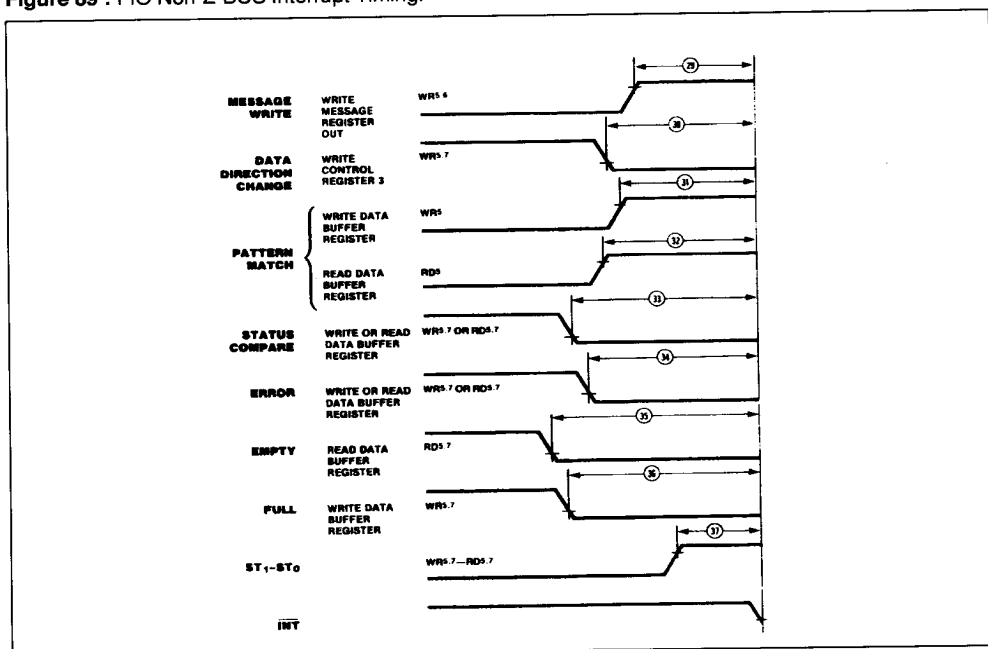 Figure 89 : FIO Non-Z-BUS Interrupt Timing.
29
MESSAGE WRITE WRITE MESSAGE REGISTER OUT WR5.6
30
DATA DIRECTION CHANGE WRITE CONTROL REGISTER 3 WR5.7
31
PATTERN MATCH
WRITE DATA BUFFER REGISTER WR5
32
READ DATA BUFFER REGISTER RD5
33
STATUS COMPARE WRITE OR READ DATA BUFFER REGISTER WR5.7 OR RD5.7
34
ERROR WRITE OR READ DATA BUFFER REGISTER WR5.7 OR RD5.7
35
EMPTY READ DATA BUFFER REGISTER RD5.7
36
FULL WRITE DATA BUFFER REGISTER WR5.7
37
ST1-ST0 WR5.7—RD5.7
INT